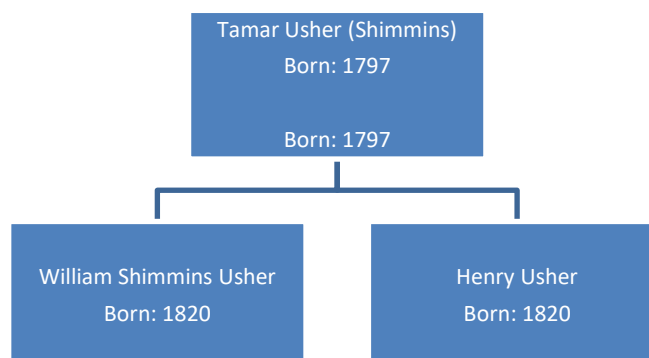 Tamar Usher (Shimmins)
Born: 1797
Born: 1797
William Shimmins Usher
Born: 1820
Henry Usher
Born: 1820